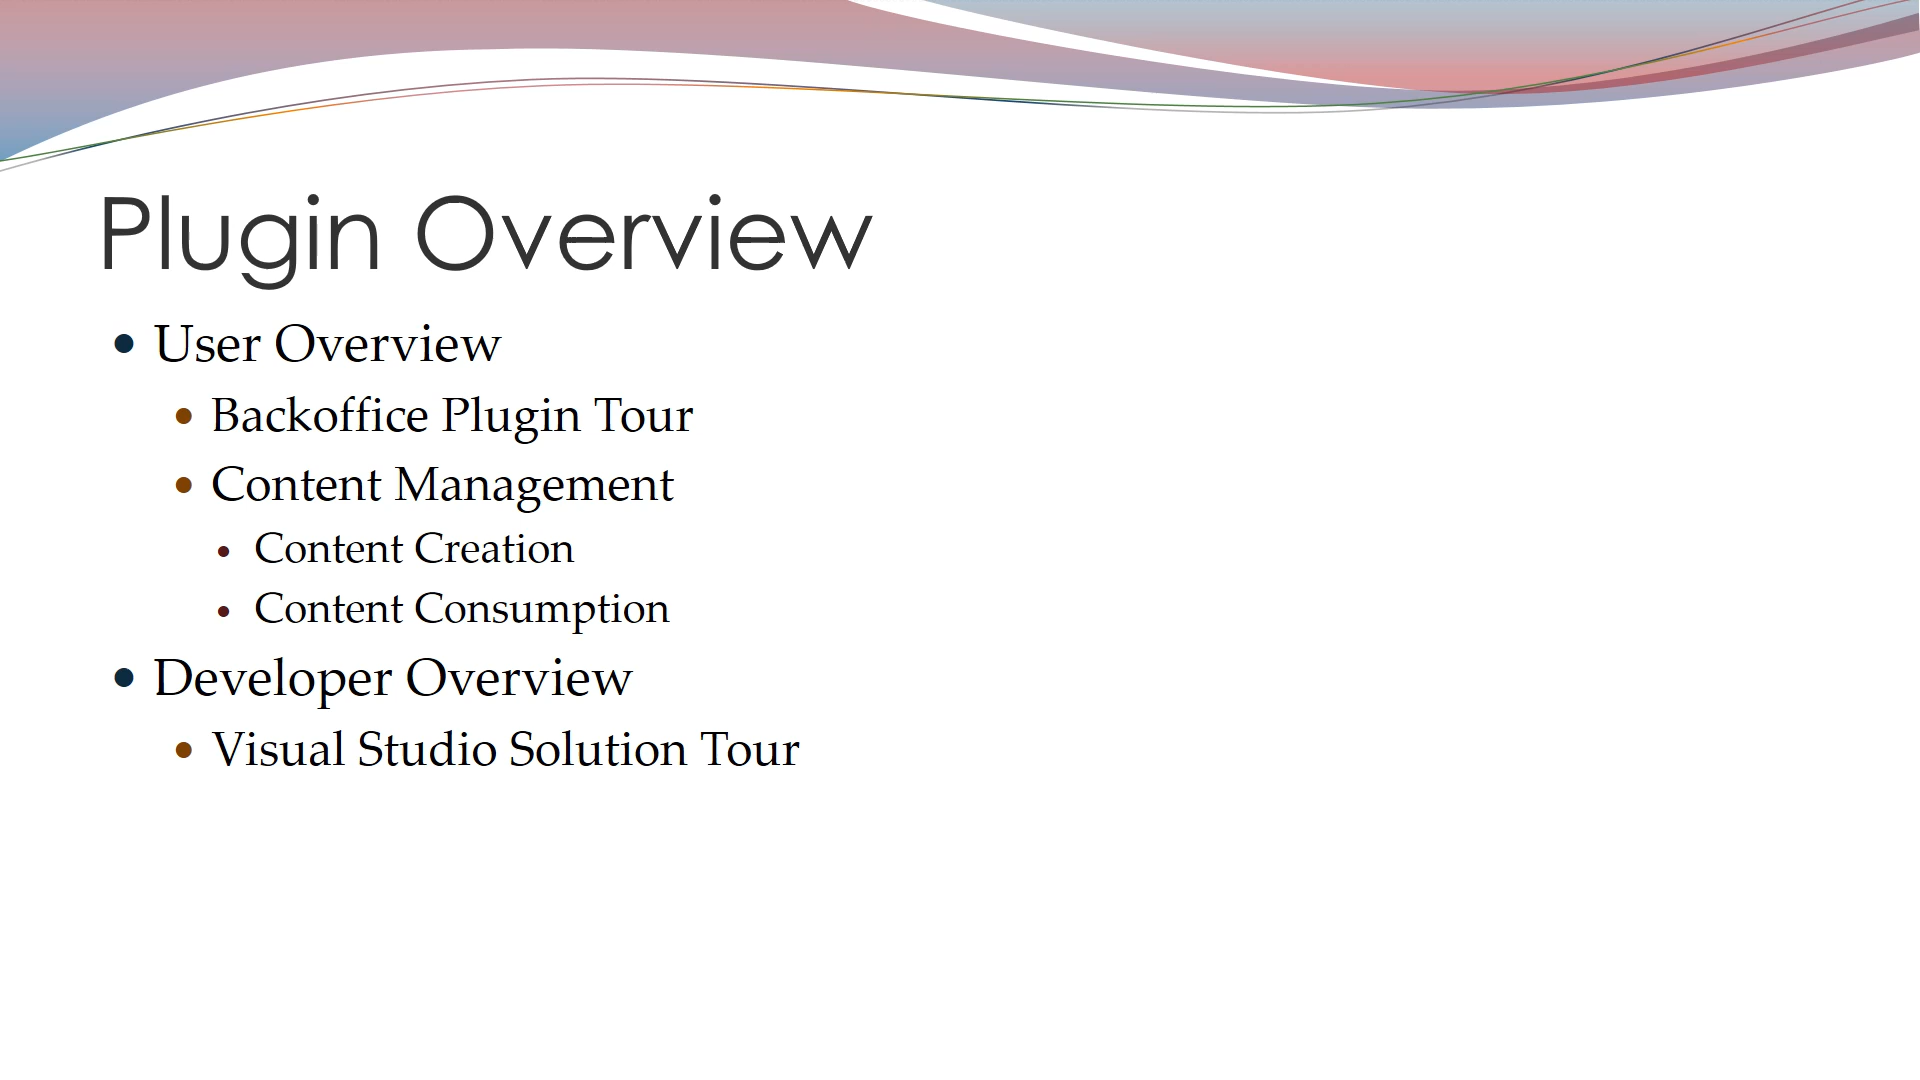 Plugin Overview
• User Overview
• Backoffice Plugin Tour
• Content Management
• Content Creation
• Content Consumption
• Developer Overview
• Visual Studio Solution Tour